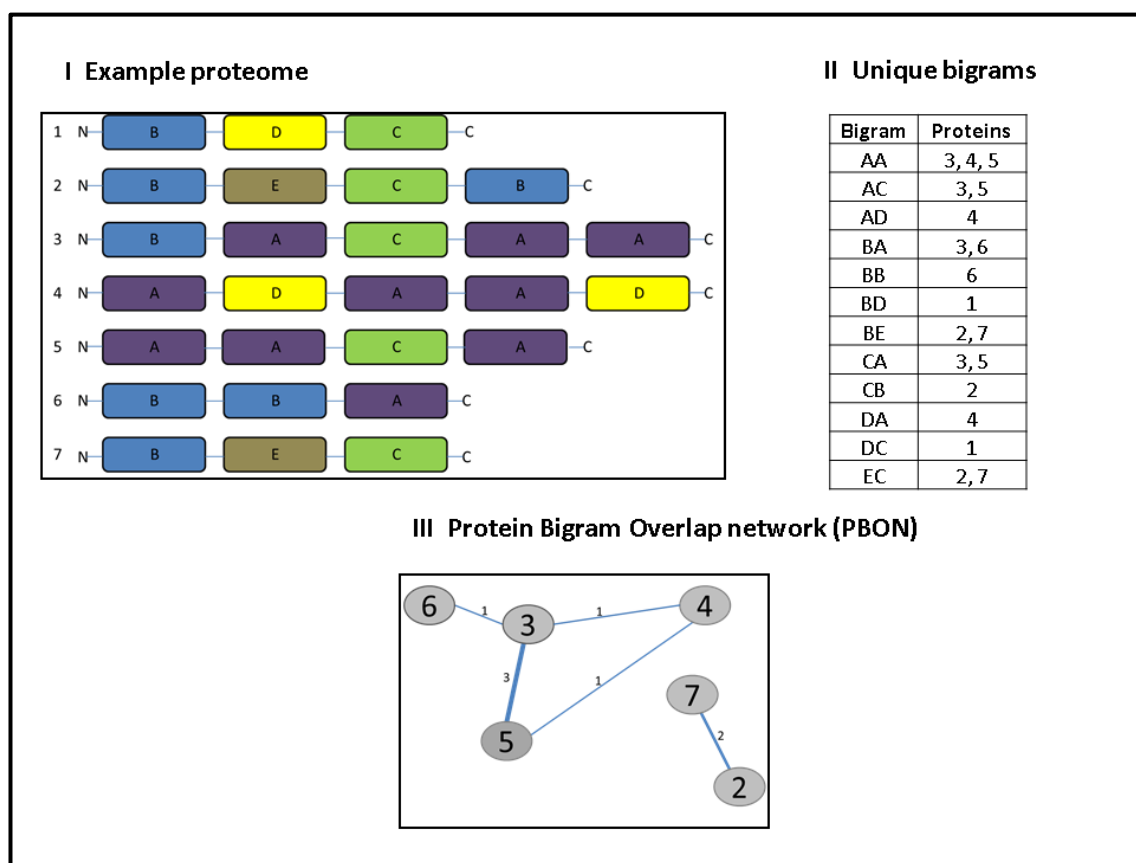 I Example proteome
1 N B D C C
2 N B E C B C
3 N B A C A A C
4 N A D A A D C
5 N A A C A C
6 N B B A C
7 N B E C C
II Unique bigrams
Bigram Proteins
AA 3, 4, 5
AC 3, 5
AD 4
BA 3, 6
BB 6
BD 1
BE 2, 7
CA 3, 5
CB 2
DA 4
DC 1
EC 2, 7
III Protein Bigram Overlap network (PBON)
6 1 3 1 4
3 1
5
7
2
2